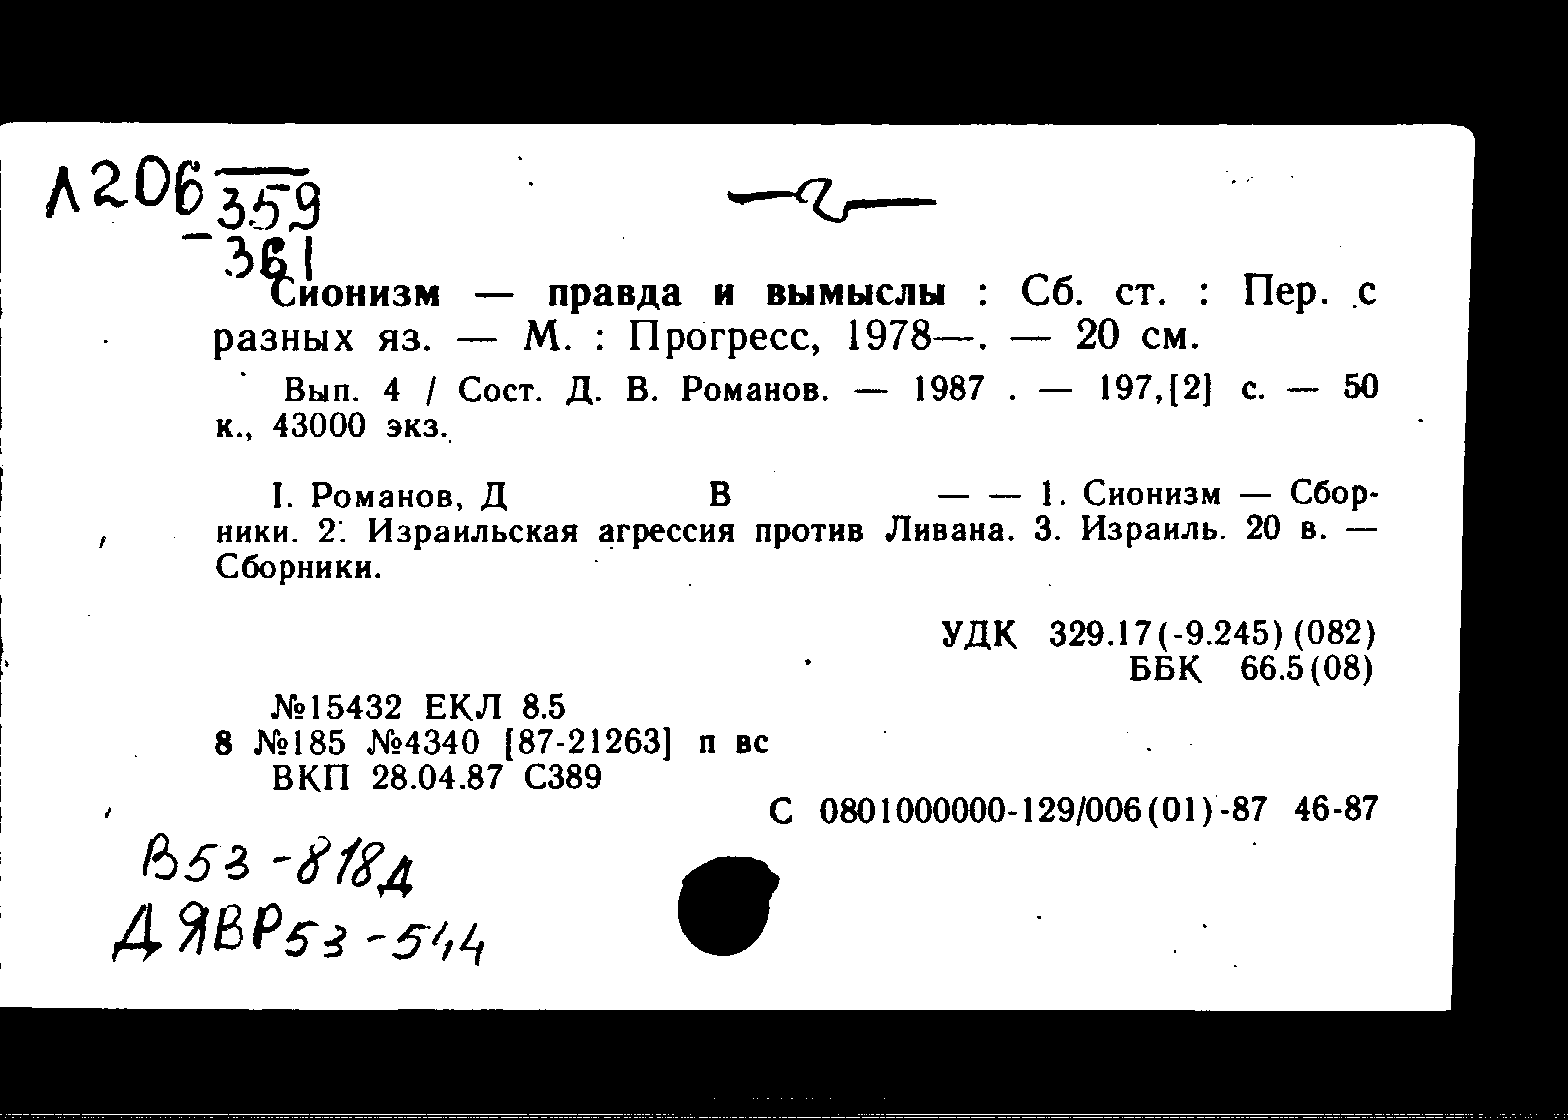 Л206 359
– 361
Сионизм — правда и вымыслы : Сб. ст. : Пер. с
разных яз. — М. : Прогресс, 1978—. — 20 см.
Вып. 4 / Сост. Д. В. Романов. — 1987 . — 197,[2] с. — 50
к., 43000 экз.
I. Романов, Д В — — 1. Сионизм — Сбор-
ники. 2. Израильская агрессия против Ливана. 3. Израиль. 20 в. —
Сборники.
УДК 329.17(-9.245)(082)
ББК 66.5(08)
№15432 ЕКЛ 8.5
8 №185 №4340 [87-21263] п вс
ВКП 28.04.87 С389
С 0801000000-129/006(01)-87 46-87
В53-818д
ДЯВР53-544